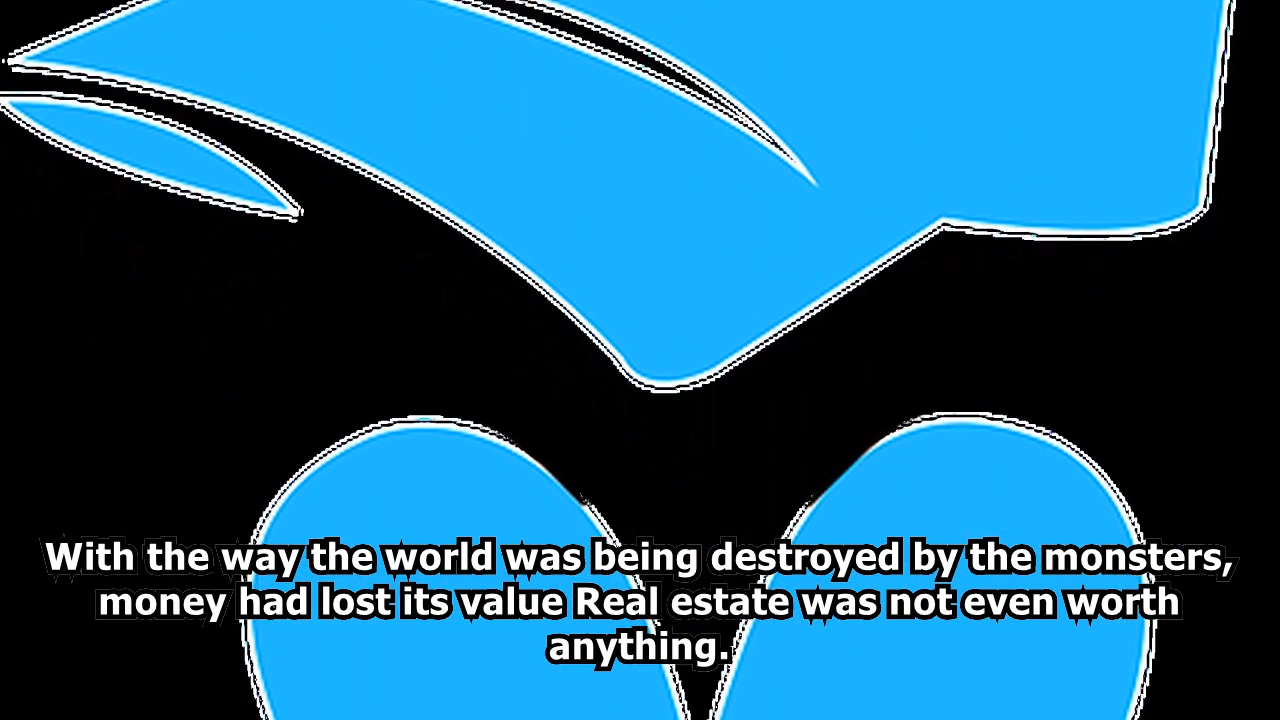 With the way the world was being destroyed by the monsters,
money had lost its value Real estate was not even worth
anything.